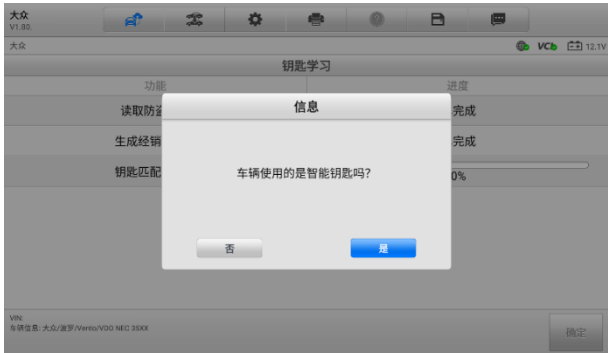 大众
V1.80.
大众
VCI
12.1V
钥匙学习
功能
进度
信息
读取防盗
完成
生成经销
完成
钥匙匹配
0%
车辆使用的是智能钥匙吗?
否
是
VIN:
车辆信息: 大众/波罗/Vento/VDO NEC 35XX
确定